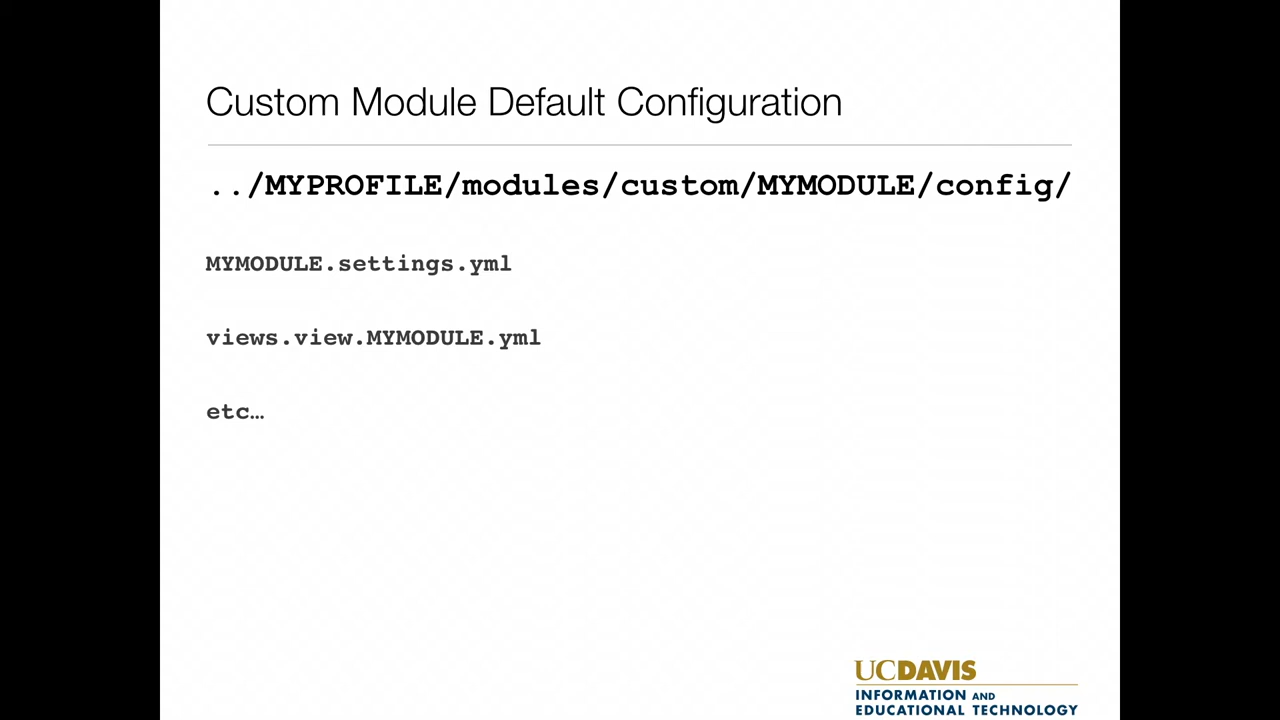 Custom Module Default Configuration
../MYPROFILE/modules/custom/MYMODULE/config/
MYMODULE.settings.yml
views.view.MYMODULE.yml
etc…
UCDAVIS
INFORMATION AND
EDUCATIONAL TECHNOLOGY